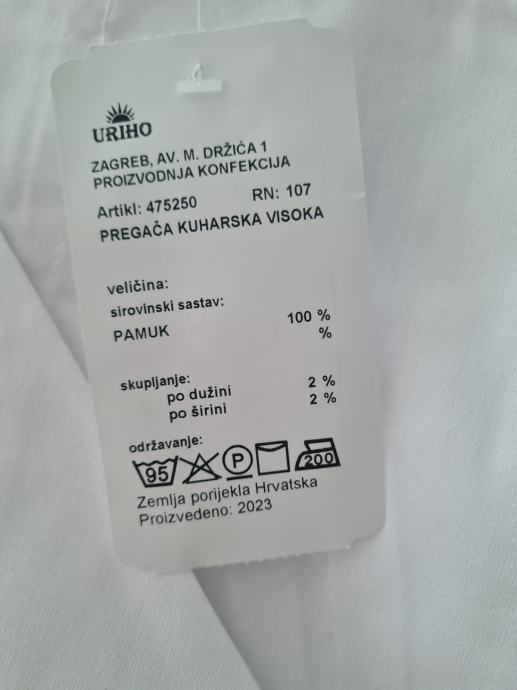 URIHO
ZAGREB, AV. M. DRŽIĆA 1
PROIZVODNJA KONFEKCIJA
Artikl: 475250 RN: 107
PREGAČA KUHARSKA VISOKA
veličina:
sirovinski sastav:
PAMUK 100 %
%
skupljanje:
po dužini 2 %
po širini 2 %
održavanje:
95 P 200
Zemlja porijekla Hrvatska
Proizvedeno: 2023